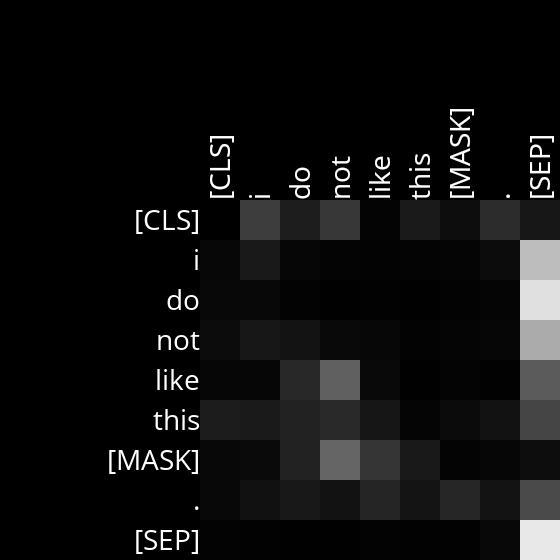 [CLS] i do not like this [MASK] . [SEP]
[CLS]
i
do
not
like
this
[MASK]
.
[SEP]